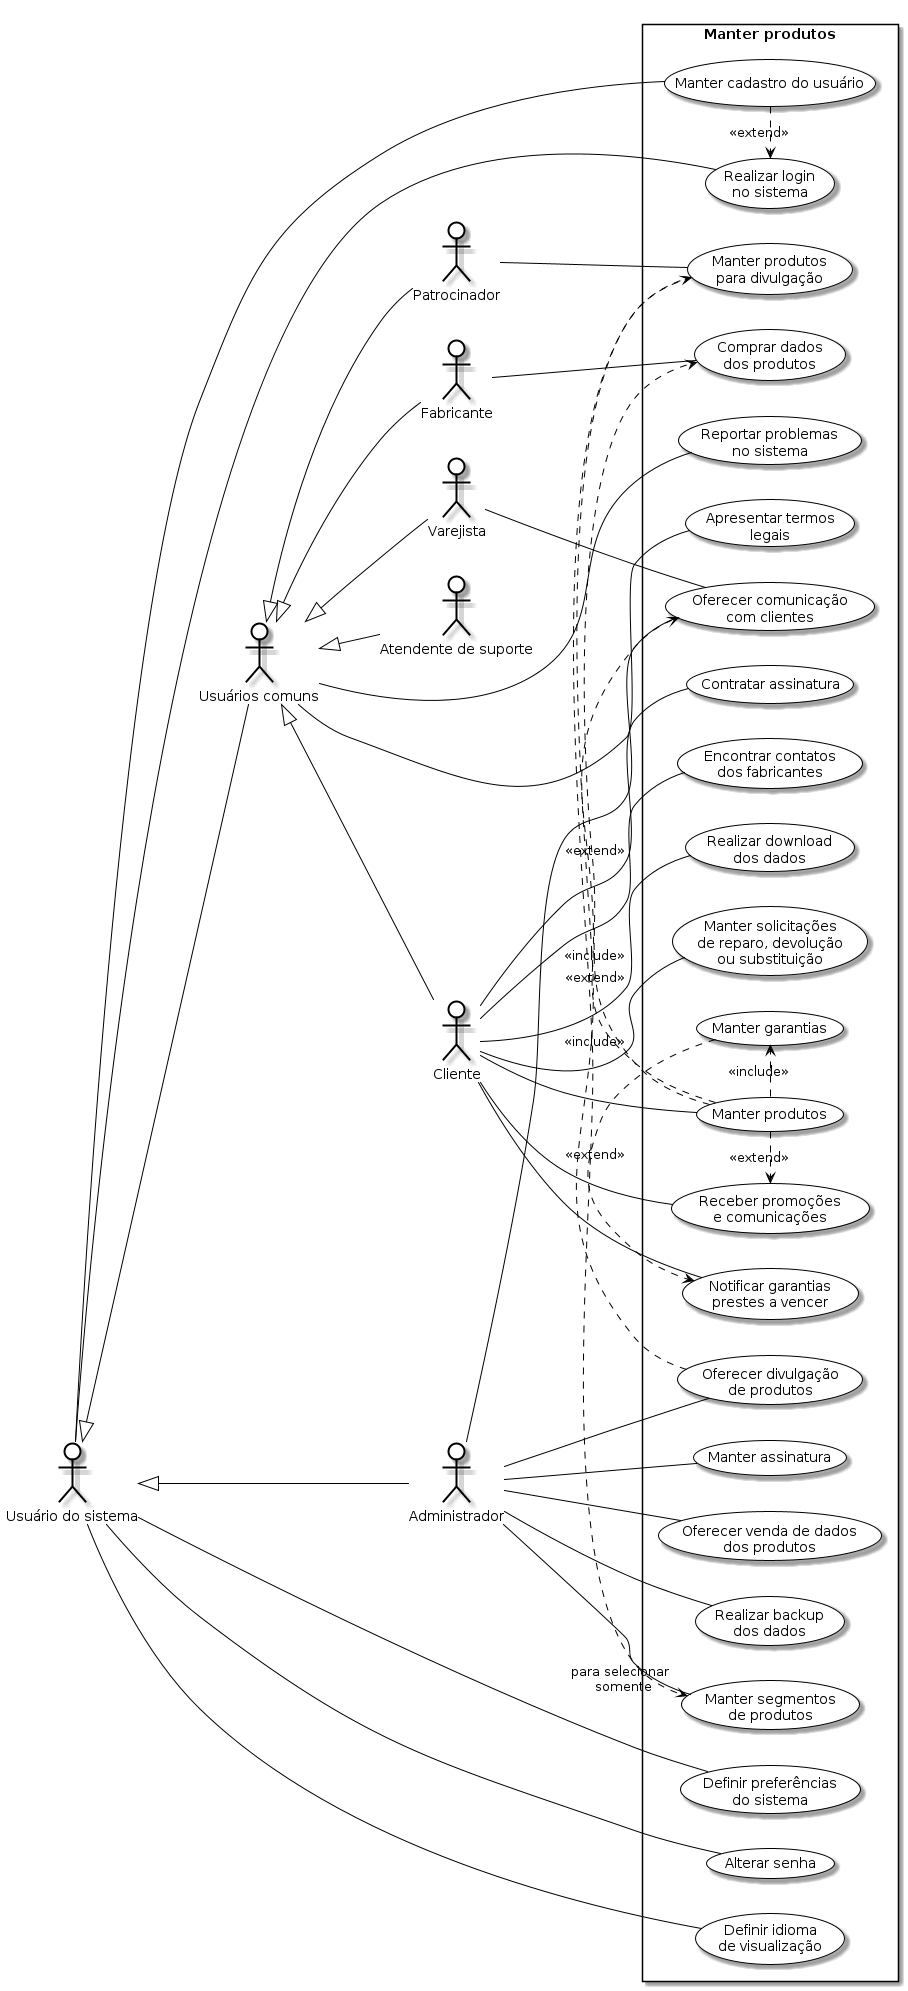 Manter produtos
Manter cadastro do usuário
«extend»
Realizar login
no sistema
Patrocinador
Manter produtos
para divulgação
Fabricante
Comprar dados
dos produtos
Reportar problemas
no sistema
Varejista
Apresentar termos
legais
Oferecer comunicação
com clientes
Atendente de suporte
Usuários comuns
Contratar assinatura
Encontrar contatos
dos fabricantes
Realizar download
dos dados
«extend»
Manter solicitações
de reparo, devolução
ou substituição
«include»
«extend»
Manter garantias
«include»
Cliente
«include»
Manter produtos
«extend»
«extend»
Receber promoções
e comunicações
Notificar garantias
prestes a vencer
Oferecer divulgação
de produtos
Manter assinatura
Usuário do sistema
Administrador
Oferecer venda de dados
dos produtos
Realizar backup
dos dados
para selecionar
somente
Manter segmentos
de produtos
Definir preferências
do sistema
Alterar senha
Definir idioma
de visualização